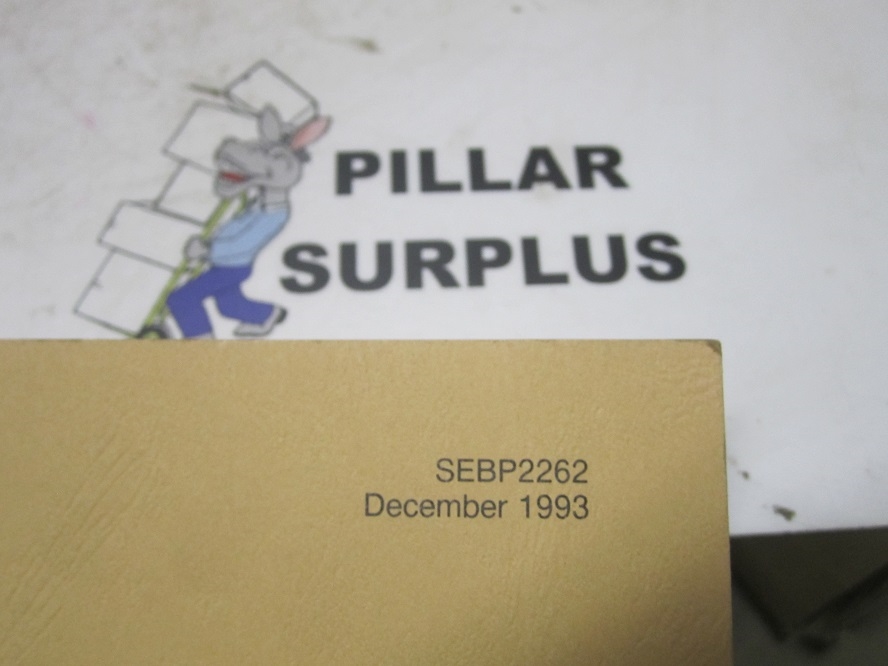 PILLAR
SURPLUS
SEBP2262
December 1993